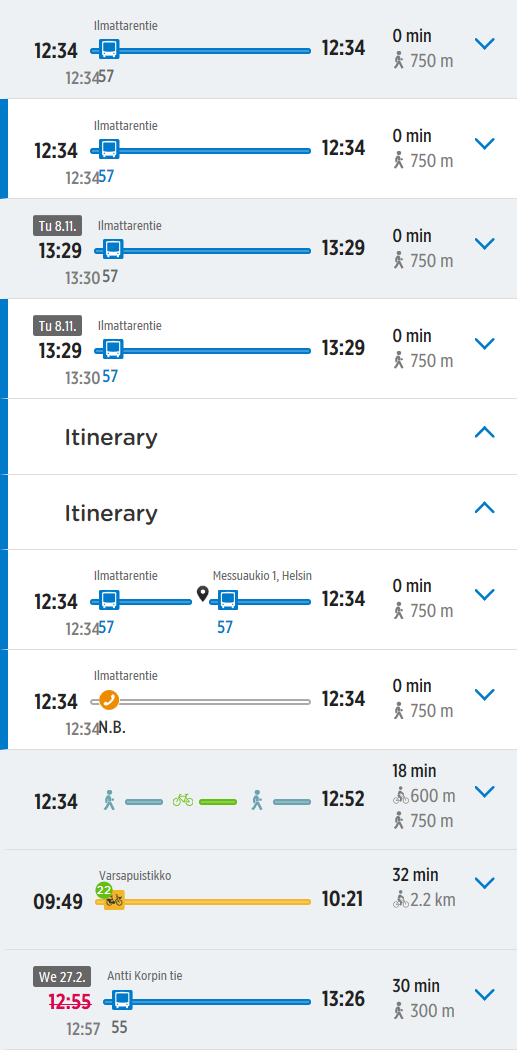 Ilmattarentie
12:34 12:34 0 min
12:34 57 750 m
Ilmattarentie
12:34 12:34 0 min
12:34 57 750 m
Tu 8.11. Ilmattarentie
13:29 13:29 0 min
13:30 57 750 m
Tu 8.11. Ilmattarentie
13:29 13:29 0 min
13:30 57 750 m
Itinerary
Itinerary
Ilmattarentie Messuaukio 1, Helsin
12:34 12:34 0 min
12:34 57 57 750 m
Ilmattarentie
12:34 12:34 0 min
12:34 N.B. 750 m
18 min
12:34 12:52 600 m
750 m
Varsapuistikko 32 min
22
09:49 10:21 2.2 km
We 27.2. Antti Korpin tie
12:55 13:26 30 min
12:57 55 300 m